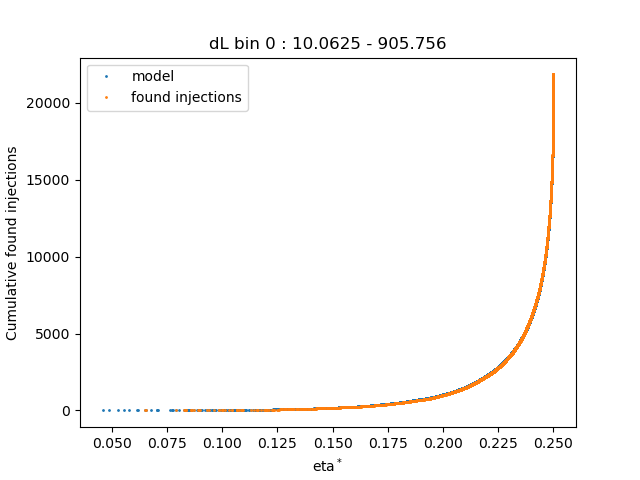 dL bin 0 : 10.0625 - 905.756
model
found injections
Cumulative found injections
20000
15000
10000
5000
0
0.050 0.075 0.100 0.125 0.150 0.175 0.200 0.225 0.250
eta*